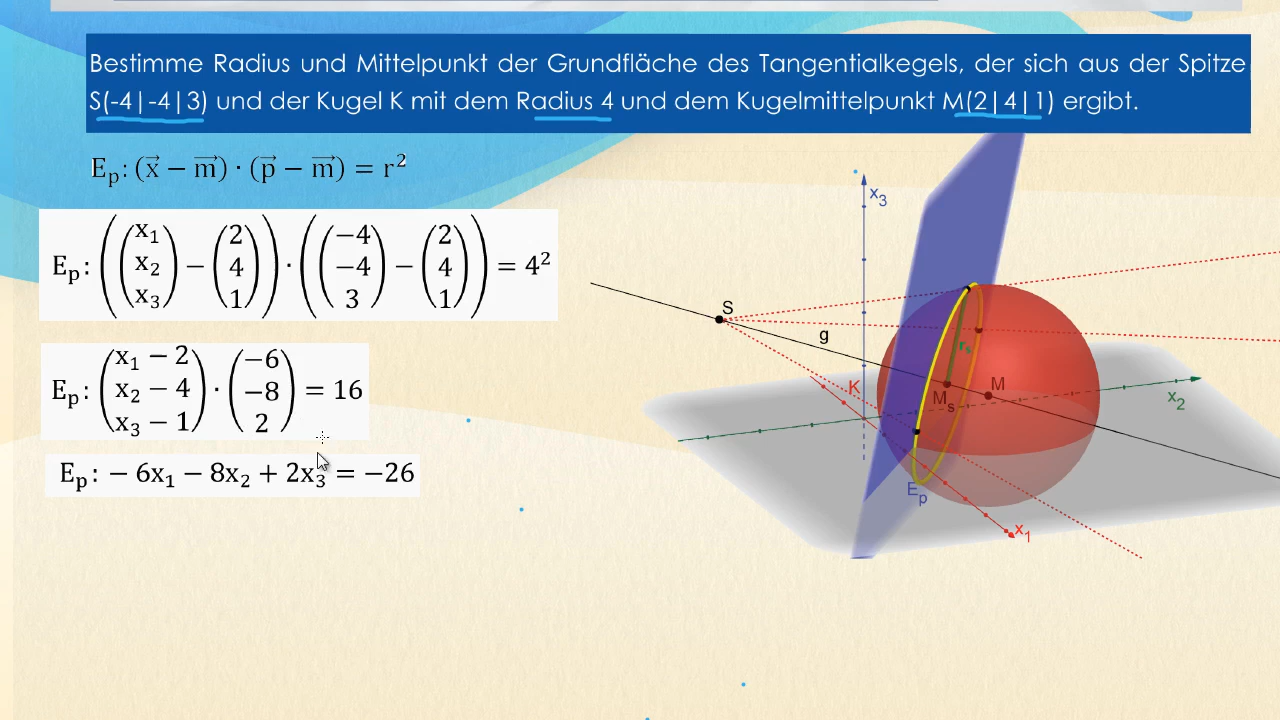 Bestimme Radius und Mittelpunkt der Grundfläche des Tangentialkegels, der sich aus der Spitze
S(-4|-4|3) und der Kugel K mit dem Radius 4 und dem Kugelmittelpunkt M(2|4|1) ergibt.
Eₚ: (x⃗ − m⃗) · (p⃗ − m⃗) = r²
Eₚ: ((x₁ x₂ x₃) − (2 4 1)) · ((−4 −4 3) − (2 4 1)) = 4²
Eₚ: (x₁ − 2 x₂ − 4 x₃ − 1) · (−6 −8 2) = 16
Eₚ: − 6x₁ − 8x₂ + 2x₃ = −26
x₃
S
g
rₛ
K
Mₛ
M
x₂
Eₚ
x₁